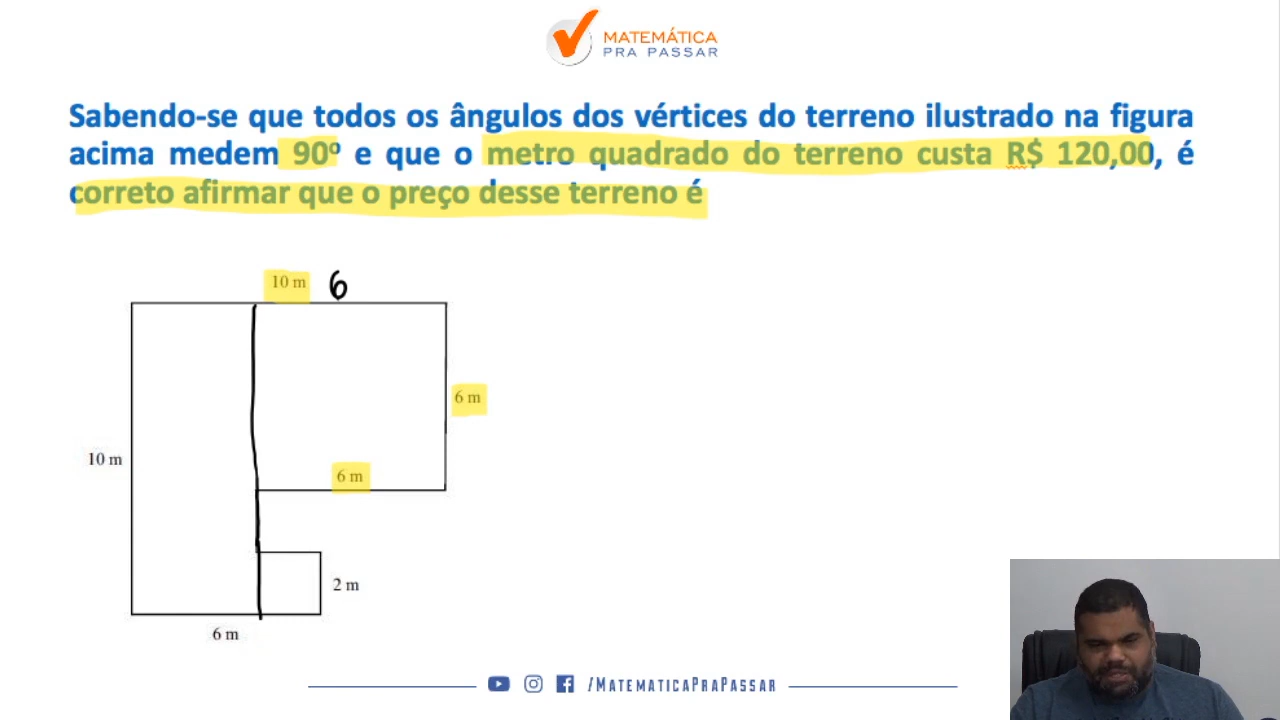 MATEMÁTICA
PRA PASSAR
Sabendo-se que todos os ângulos dos vértices do terreno ilustrado na figura
acima medem 90º e que o metro quadrado do terreno custa R$ 120,00, é
correto afirmar que o preço desse terreno é
10 m 6
6 m
10 m
6 m
2 m
6 m
/MATEMATICAPRAPASSAR